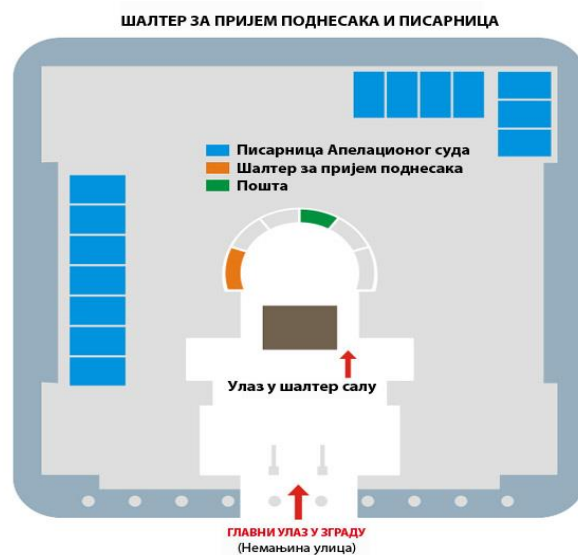 ШАЛТЕР ЗА ПРИЈЕМ ПОДНЕСАКА И ПИСАРНИЦА
Писарница Апелационог суда
Шалтер за пријем поднесака
Пошта
Улаз у шалтер салу
ГЛАВНИ УЛАЗ У ЗГРАДУ
(Немањина улица)